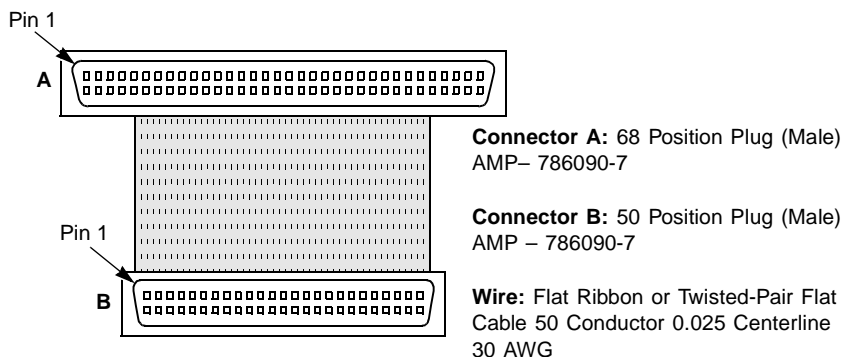 Pin 1
A
Connector A: 68 Position Plug (Male)
AMP– 786090-7
Pin 1
Connector B: 50 Position Plug (Male)
AMP – 786090-7
B
Wire: Flat Ribbon or Twisted-Pair Flat
Cable 50 Conductor 0.025 Centerline
30 AWG